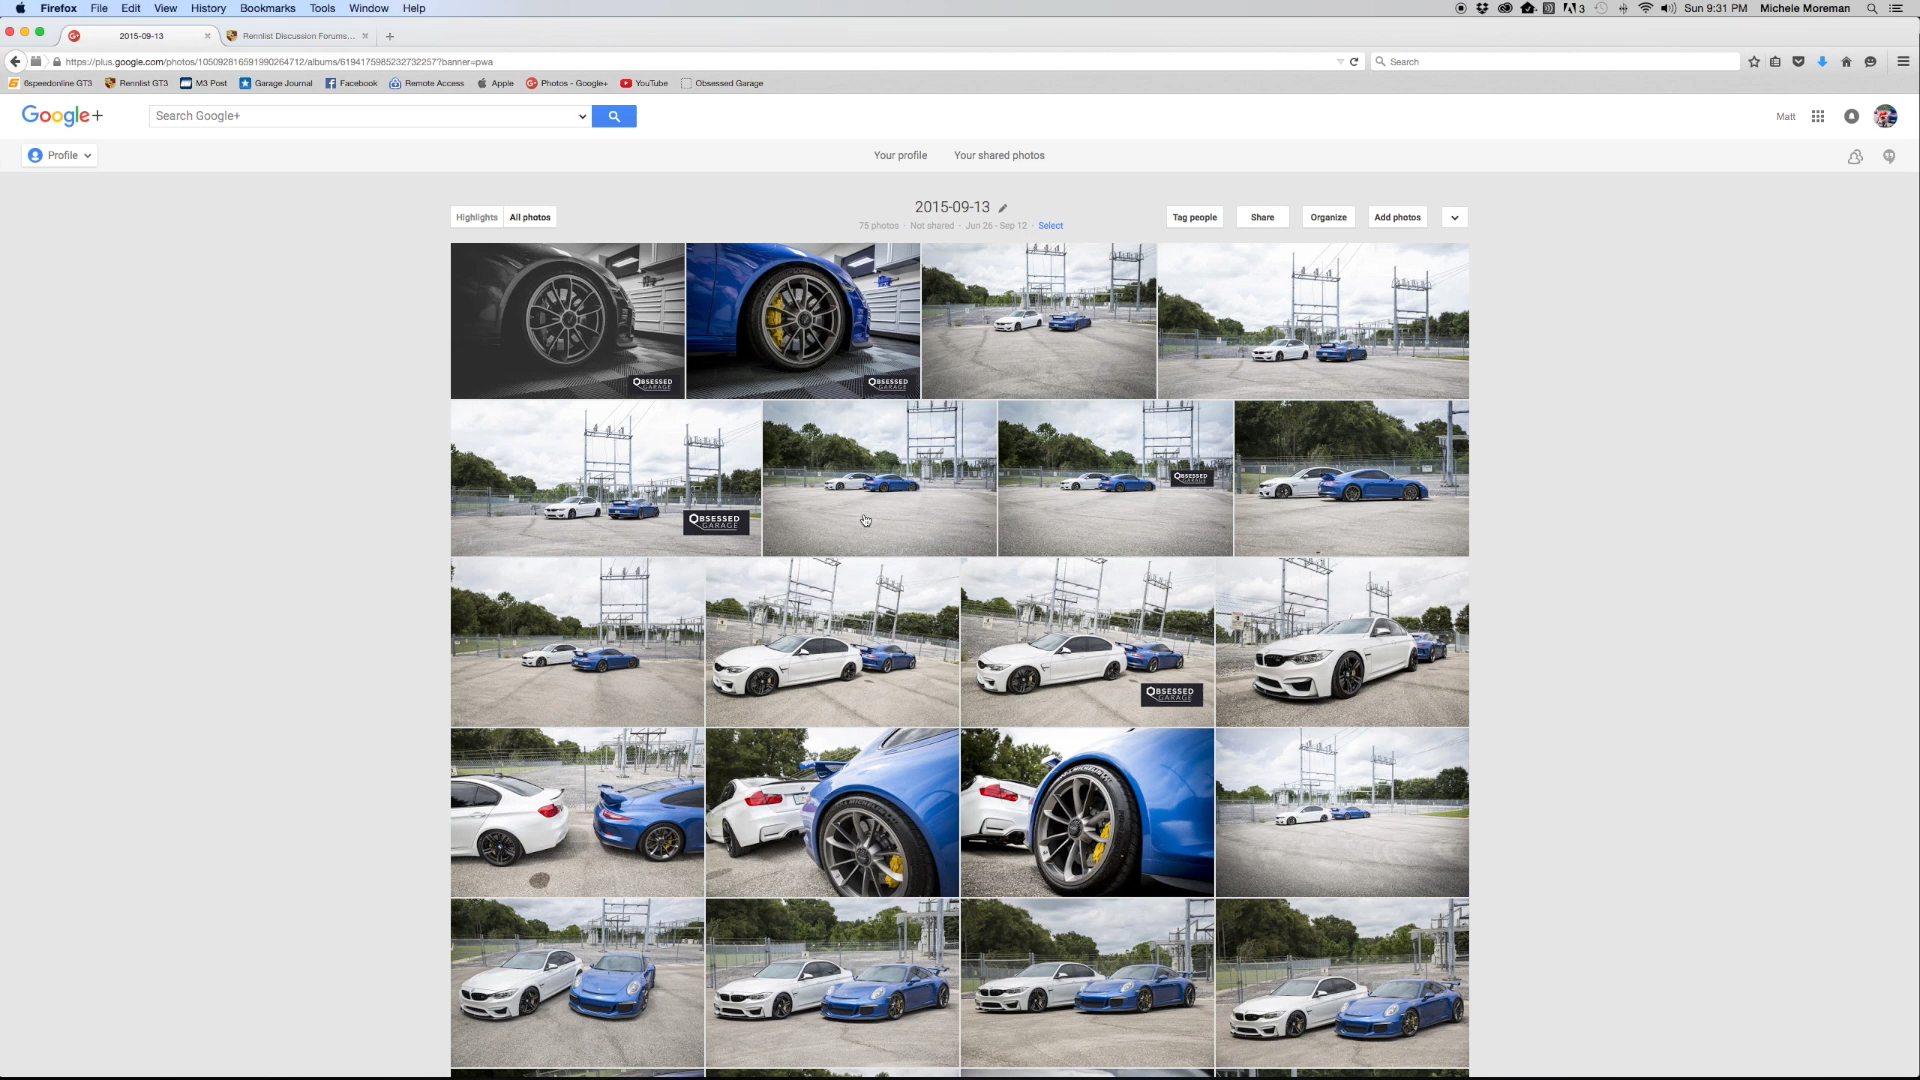 Firefox File Edit View History Bookmarks Tools Window Help 3 Sun 9:31 PM Michele Moreman
2015-09-13 Rennlist Discussion Forums...
https://plus.google.com/photos/105092816591990264712/albums/6194175985232732257?banner=pwa Search
6speedonline GT3 Rennlist GT3 M3 Post Garage Journal Facebook Remote Access Apple Photos - Google+ YouTube Obsessed Garage
Google+ Search Google+ Matt
Profile Your profile Your shared photos
Highlights All photos 2015-09-13 Tag people Share Organize Add photos
75 photos · Not shared · Jun 26 - Sep 12 · Select
OBSESSED
GARAGE
OBSESSED
GARAGE
OBSESSED
GARAGE
OBSESSED
GARAGE
OBSESSED
GARAGE